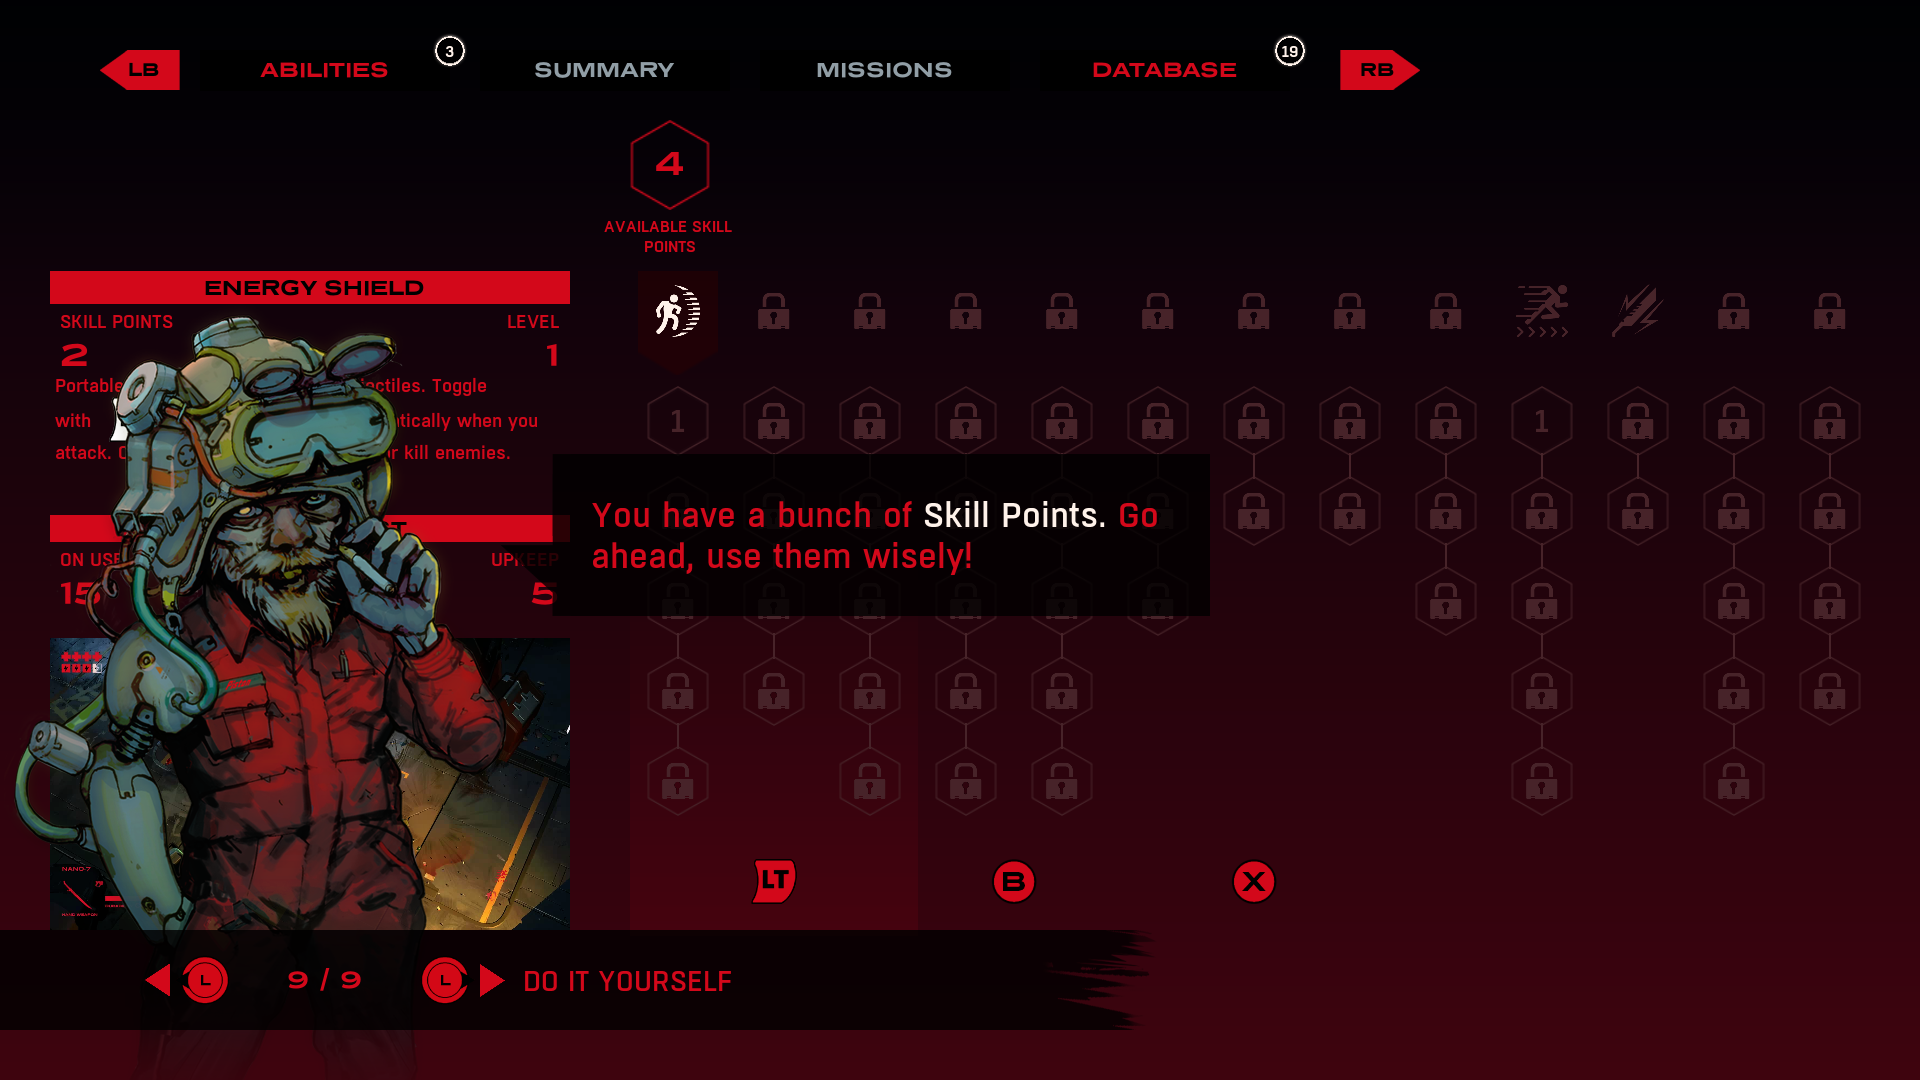 LB
ABILITIES
3
SUMMARY
MISSIONS
DATABASE
19
RB
4
AVAILABLE SKILL
POINTS
ENERGY SHIELD
SKILL POINTS
LEVEL
2
1
Portable
Toggle
with
when you
attack.
kill enemies.
ON USE
UPKEEP
15
5
1
1
You have a bunch of Skill Points. Go
ahead, use them wisely!
NANO-7
LT
B
X
L
9 / 9
L
DO IT YOURSELF